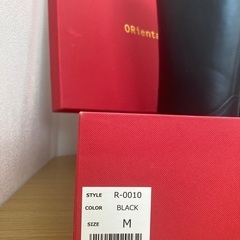 ORienta
STYLE R-0010
COLOR BLACK
SIZE M